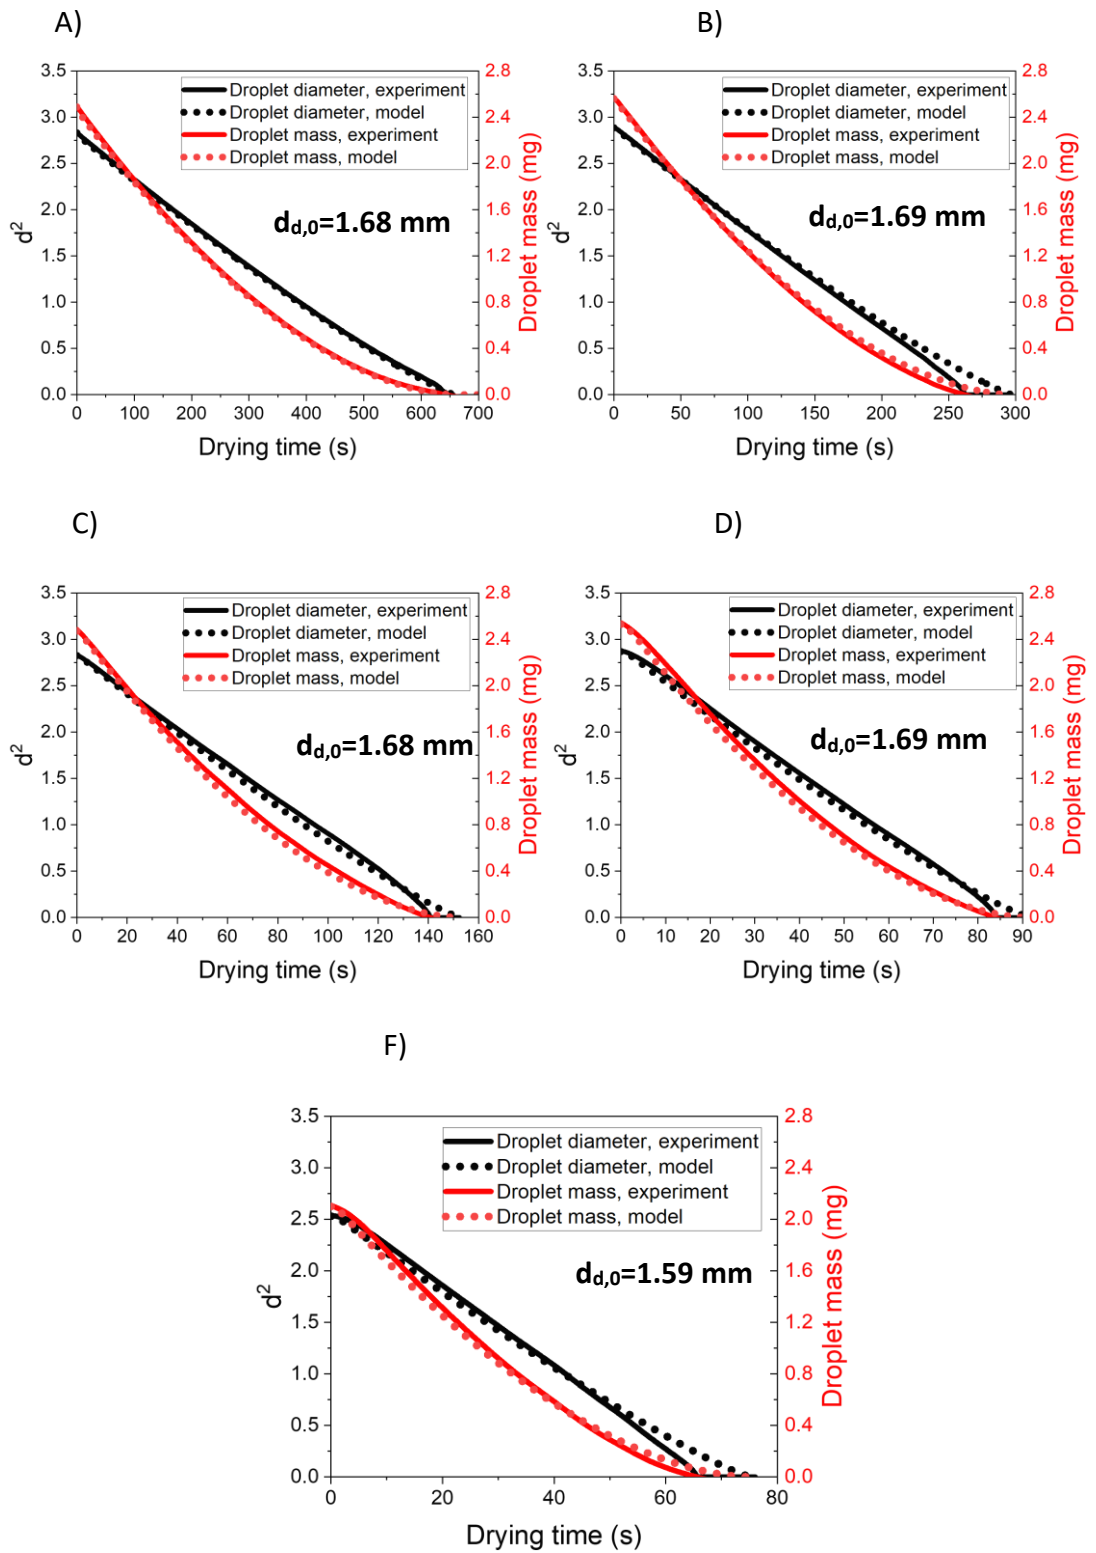 A)
3.5
3.0
2.5
2.0
1.5
1.0
0.5
0.0
d²
2.8
2.4
2.0
1.6
1.2
0.8
0.4
0.0
Droplet mass (mg)
Droplet diameter, experiment
Droplet diameter, model
Droplet mass, experiment
Droplet mass, model
d_d,0=1.68 mm
0 100 200 300 400 500 600 700
Drying time (s)
B)
3.5
3.0
2.5
2.0
1.5
1.0
0.5
0.0
d²
2.8
2.4
2.0
1.6
1.2
0.8
0.4
0.0
Droplet mass (mg)
Droplet diameter, experiment
Droplet diameter, model
Droplet mass, experiment
Droplet mass, model
d_d,0=1.69 mm
0 50 100 150 200 250 300
Drying time (s)
C)
3.5
3.0
2.5
2.0
1.5
1.0
0.5
0.0
d²
2.8
2.4
2.0
1.6
1.2
0.8
0.4
0.0
Droplet mass (mg)
Droplet diameter, experiment
Droplet diameter, model
Droplet mass, experiment
Droplet mass, model
d_d,0=1.68 mm
0 20 40 60 80 100 120 140 160
Drying time (s)
D)
3.5
3.0
2.5
2.0
1.5
1.0
0.5
0.0
d²
2.8
2.4
2.0
1.6
1.2
0.8
0.4
0.0
Droplet mass (mg)
Droplet diameter, experiment
Droplet diameter, model
Droplet mass, experiment
Droplet mass, model
d_d,0=1.69 mm
0 10 20 30 40 50 60 70 80 90
Drying time (s)
F)
3.5
3.0
2.5
2.0
1.5
1.0
0.5
0.0
d²
2.8
2.4
2.0
1.6
1.2
0.8
0.4
0.0
Droplet mass (mg)
Droplet diameter, experiment
Droplet diameter, model
Droplet mass, experiment
Droplet mass, model
d_d,0=1.59 mm
0 20 40 60 80
Drying time (s)